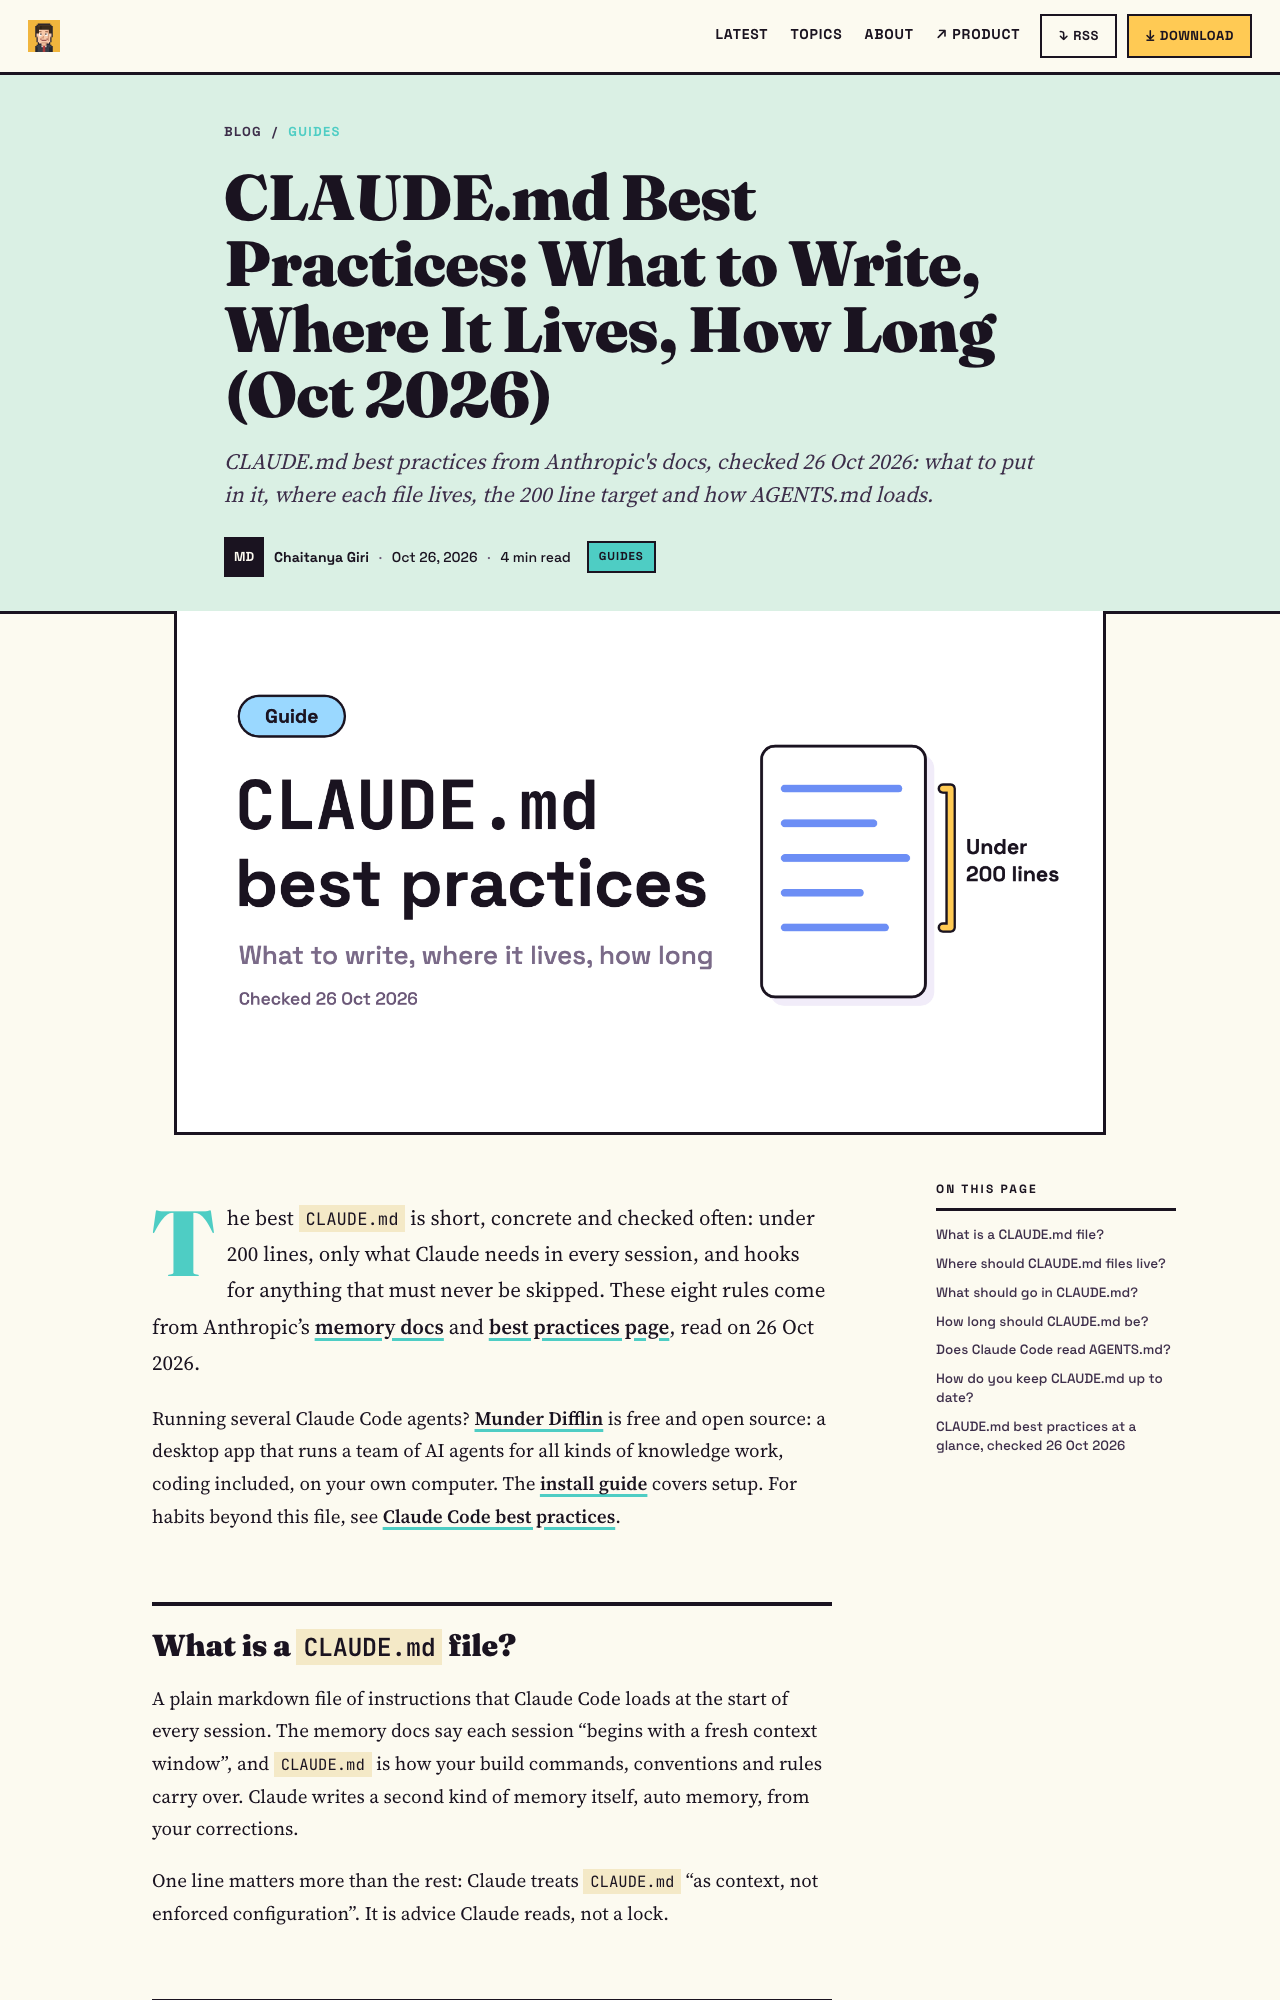 LATEST TOPICS ABOUT ↗ PRODUCT ⤵ RSS ⤓ DOWNLOAD
BLOG / GUIDES
CLAUDE.md Best
Practices: What to Write,
Where It Lives, How Long
(Oct 2026)
CLAUDE.md best practices from Anthropic's docs, checked 26 Oct 2026: what to put
in it, where each file lives, the 200 line target and how AGENTS.md loads.
MD Chaitanya Giri · Oct 26, 2026 · 4 min read GUIDES
Guide
CLAUDE.md
best practices
What to write, where it lives, how long
Checked 26 Oct 2026
Under
200 lines
The best CLAUDE.md is short, concrete and checked often: under
200 lines, only what Claude needs in every session, and hooks
for anything that must never be skipped. These eight rules come
from Anthropic’s memory docs and best practices page, read on 26 Oct
2026.
Running several Claude Code agents? Munder Difflin is free and open source: a
desktop app that runs a team of AI agents for all kinds of knowledge work,
coding included, on your own computer. The install guide covers setup. For
habits beyond this file, see Claude Code best practices.
What is a CLAUDE.md file?
A plain markdown file of instructions that Claude Code loads at the start of
every session. The memory docs say each session “begins with a fresh context
window”, and CLAUDE.md is how your build commands, conventions and rules
carry over. Claude writes a second kind of memory itself, auto memory, from
your corrections.
One line matters more than the rest: Claude treats CLAUDE.md “as context, not
enforced configuration”. It is advice Claude reads, not a lock.
ON THIS PAGE
What is a CLAUDE.md file?
Where should CLAUDE.md files live?
What should go in CLAUDE.md?
How long should CLAUDE.md be?
Does Claude Code read AGENTS.md?
How do you keep CLAUDE.md up to
date?
CLAUDE.md best practices at a
glance, checked 26 Oct 2026